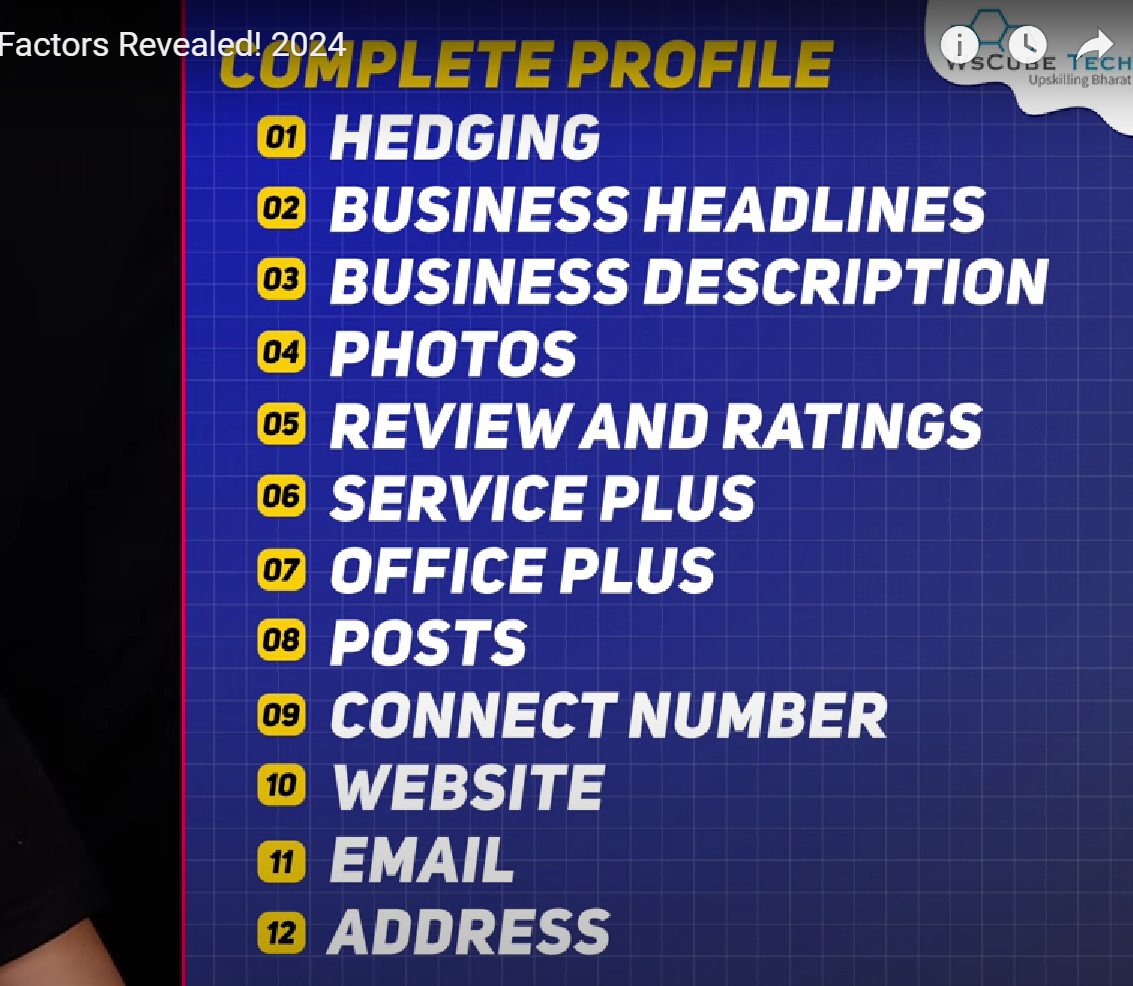 Factors Revealed! 2024
COMPLETE PROFILE
WSCUBE TECH
Upskilling Bharat
01 HEDGING
02 BUSINESS HEADLINES
03 BUSINESS DESCRIPTION
04 PHOTOS
05 REVIEW AND RATINGS
06 SERVICE PLUS
07 OFFICE PLUS
08 POSTS
09 CONNECT NUMBER
10 WEBSITE
11 EMAIL
12 ADDRESS